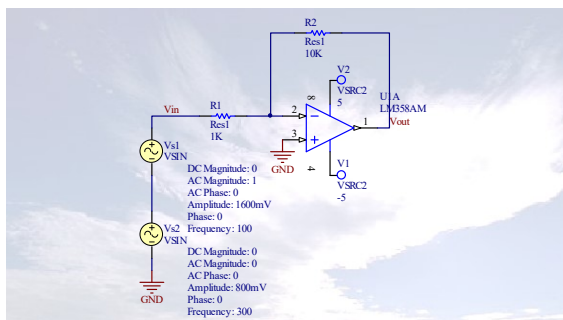 R2
Res1
10K
V2
VSRC2
5
U1A
LM358AM
8
Vin
R1
Res1
1K
2
3
1
Vout
GND
4
V1
VSRC2
-5
Vs1
VSIN
DC Magnitude: 0
AC Magnitude: 1
AC Phase: 0
Amplitude: 1600mV
Phase: 0
Frequency: 100
Vs2
VSIN
DC Magnitude: 0
AC Magnitude: 0
AC Phase: 0
Amplitude: 800mV
Phase: 0
Frequency: 300
GND